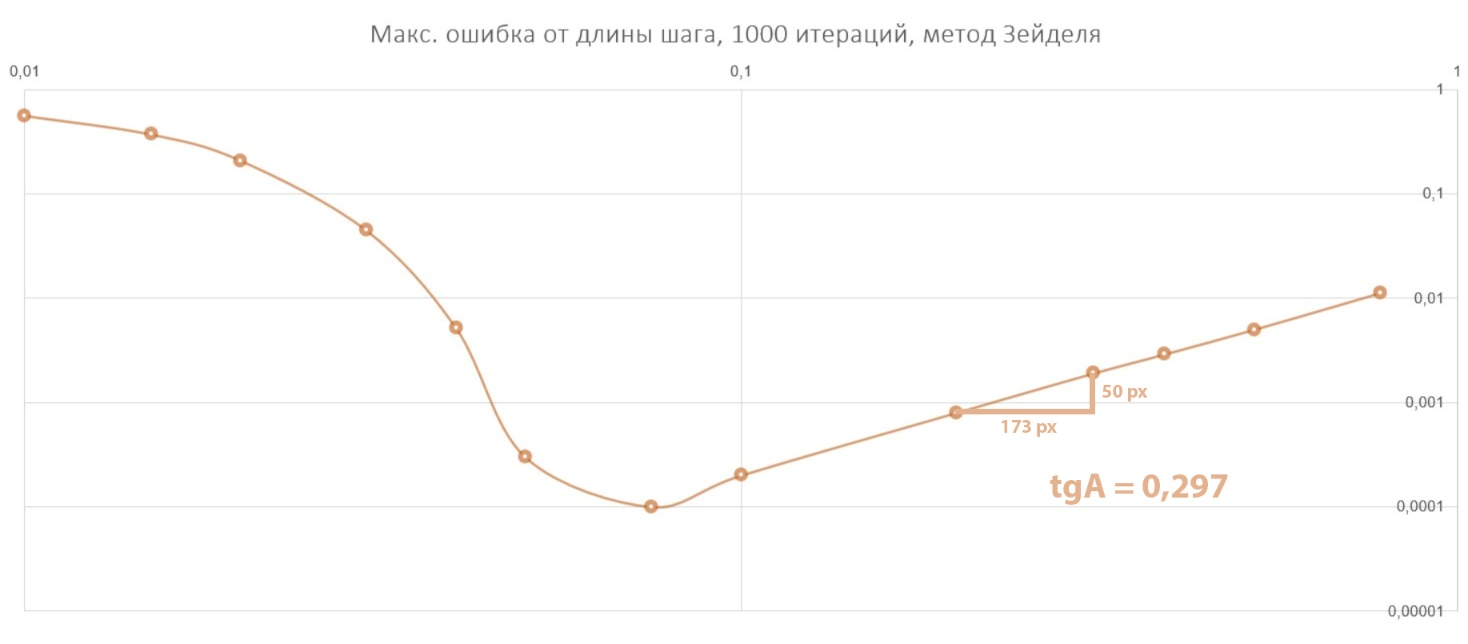 Макс. ошибка от длины шага, 1000 итераций, метод Зейделя
0,01
0,1
1
1
0,1
0,01
0,001
0,0001
0,00001
50 px
173 px
tgA = 0,297